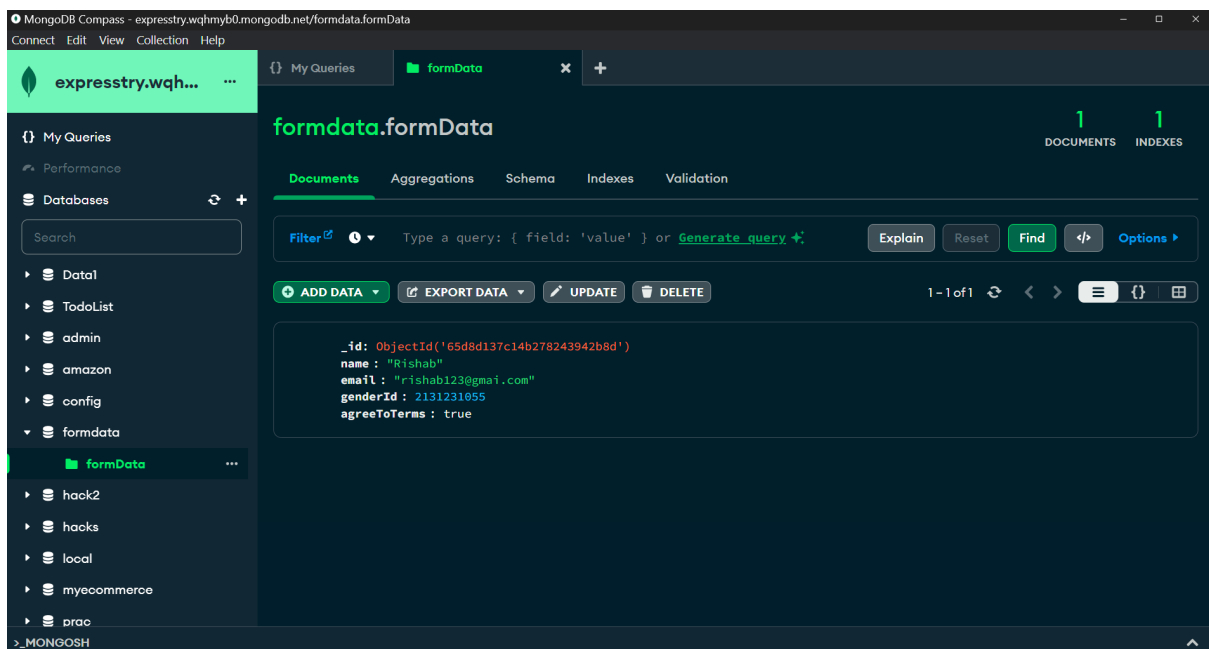 MongoDB Compass - expresstry.wqhmyb0.mongodb.net/formdata.formData
Connect Edit View Collection Help
expresstry.wqh...
{} My Queries
Performance
Databases
Search
Data1
TodoList
admin
amazon
config
formdata
formData
hack2
hacks
local
myecommerce
prac
{} My Queries
formData
formdata.formData
1 DOCUMENTS
1 INDEXES
Documents Aggregations Schema Indexes Validation
Filter Type a query: { field: 'value' } or Generate query Explain Reset Find </> Options
ADD DATA EXPORT DATA UPDATE DELETE 1-1 of 1 {}
_id: ObjectId('65d8d137c14b278243942b8d')
name : "Rishab"
email : "rishab123@gmai.com"
genderId : 2131231055
agreeToTerms : true
>_MONGOSH